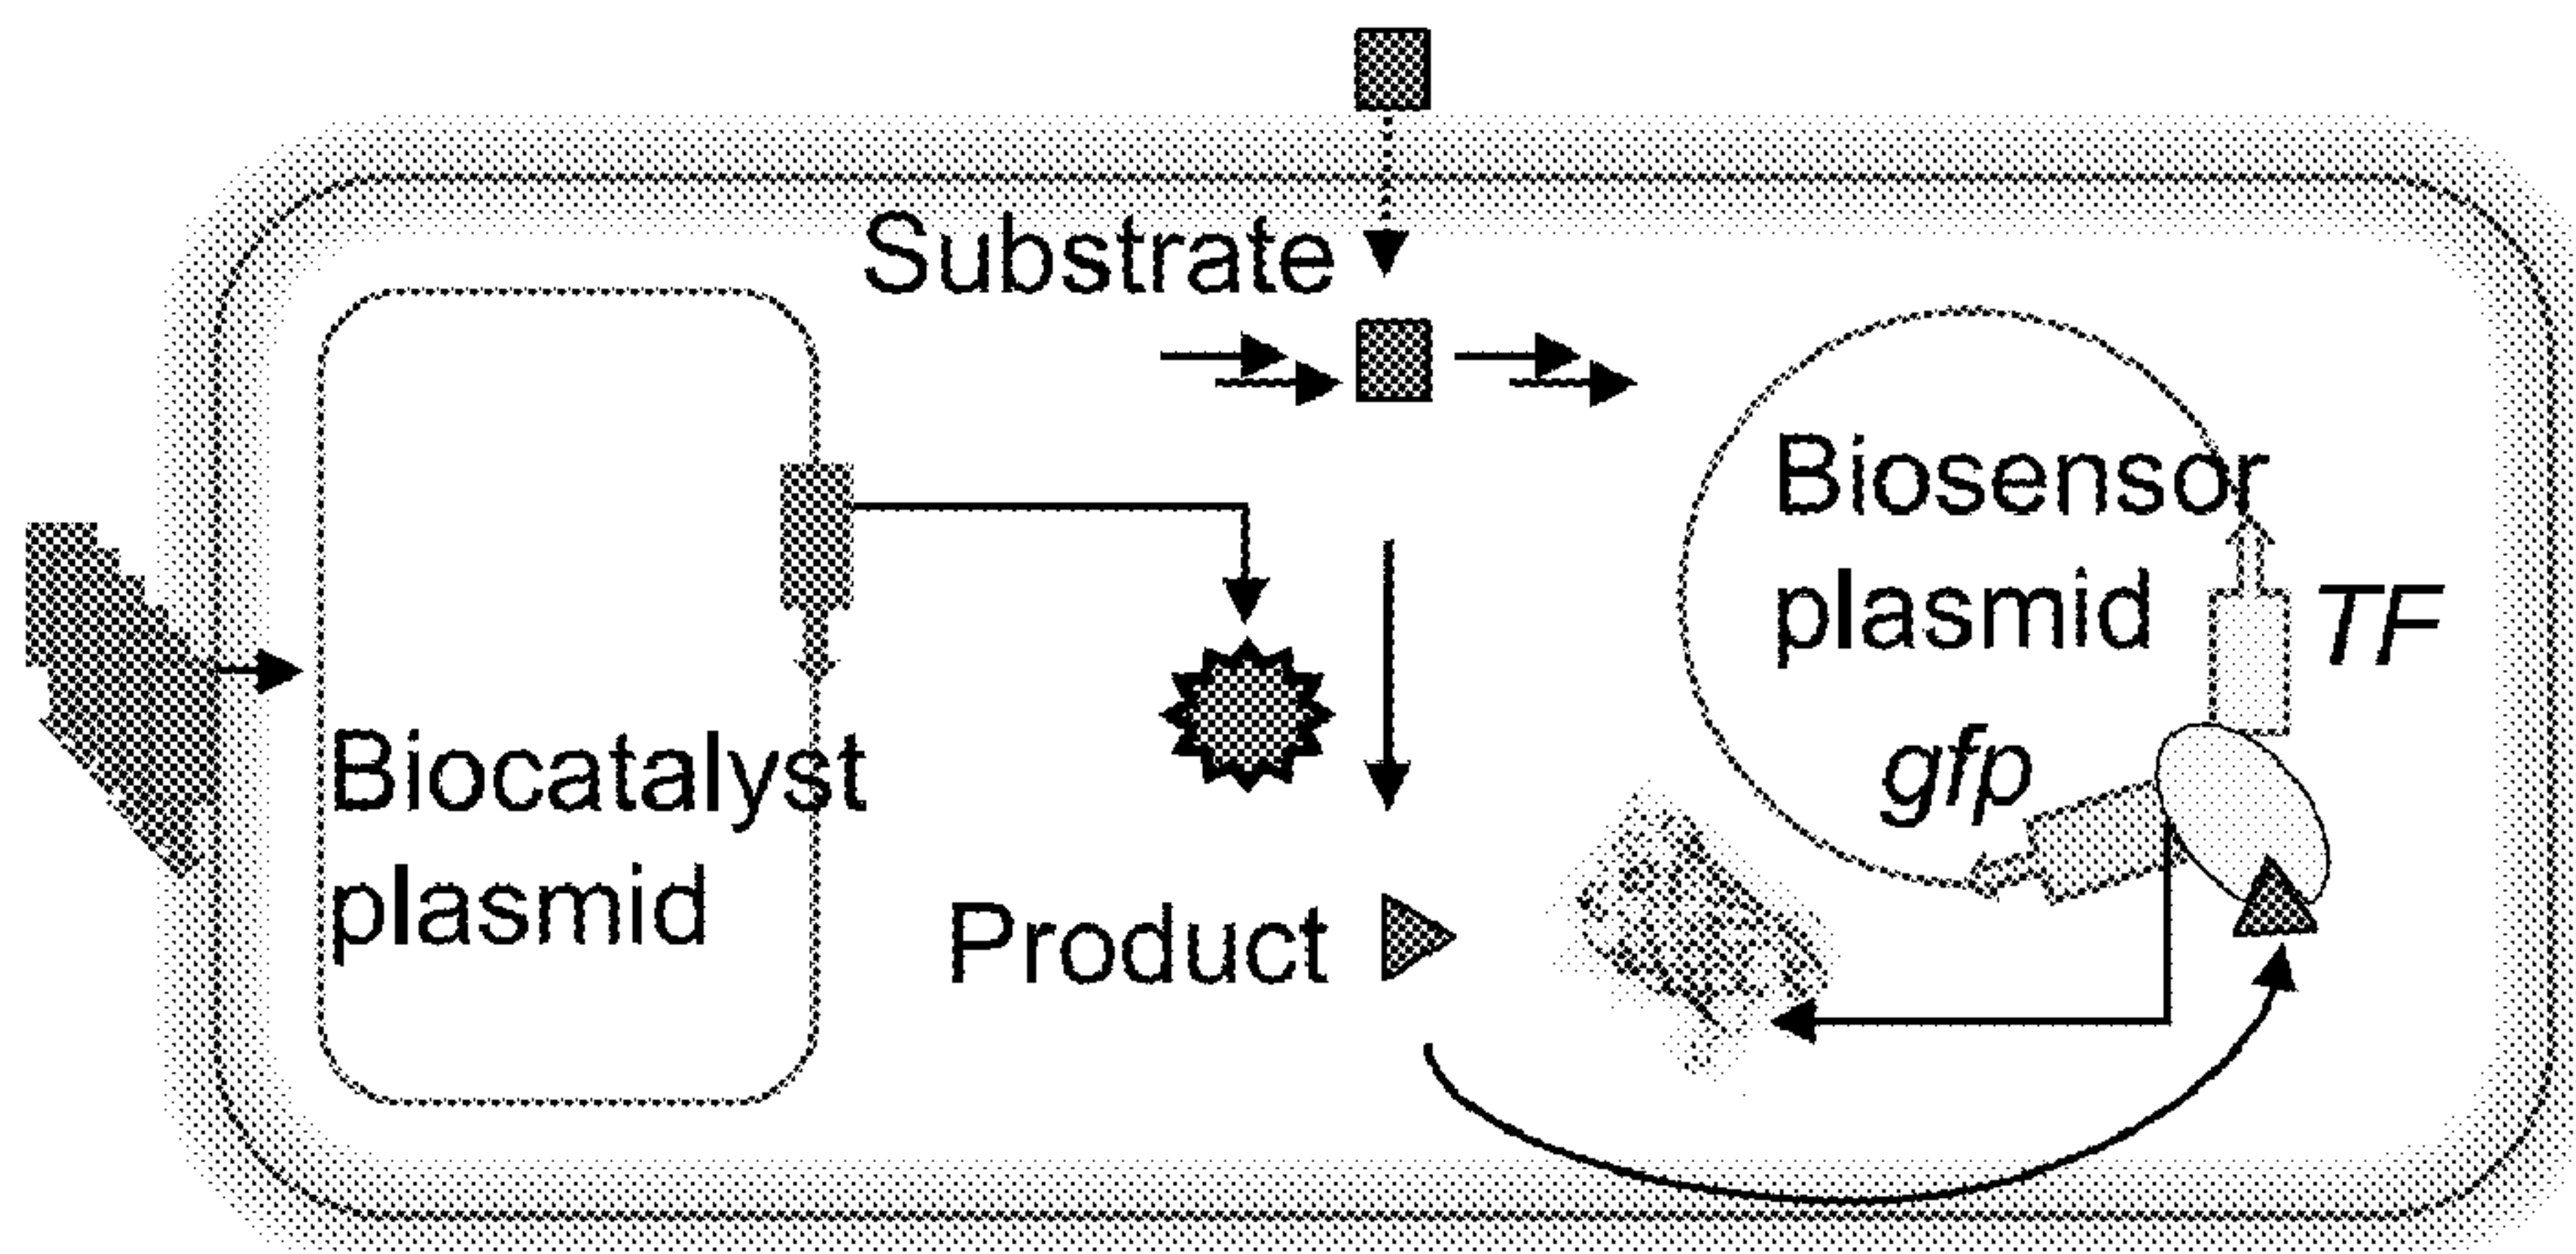 Substrate
Biosensor
plasmid
TF
gfp
Biocatalyst
plasmid
Product